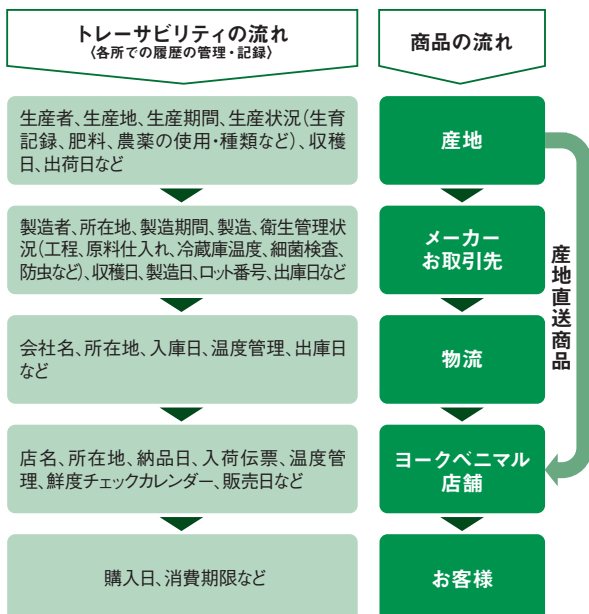 トレーサビリティの流れ
〈各所での履歴の管理・記録〉
商品の流れ
生産者、生産地、生産期間、生産状況(生育
記録、肥料、農薬の使用・種類など)、収穫
日、出荷日など
産地
製造者、所在地、製造期間、製造、衛生管理状
況(工程、原料仕入れ、冷蔵庫温度、細菌検査、
防虫など)、収穫日、製造日、ロット番号、出庫日など
メーカー
お取引先
会社名、所在地、入庫日、温度管理、出庫日
など
物流
店名、所在地、納品日、入荷伝票、温度管
理、鮮度チェックカレンダー、販売日など
ヨークベニマル
店舗
購入日、消費期限など
お客様
産地直送商品